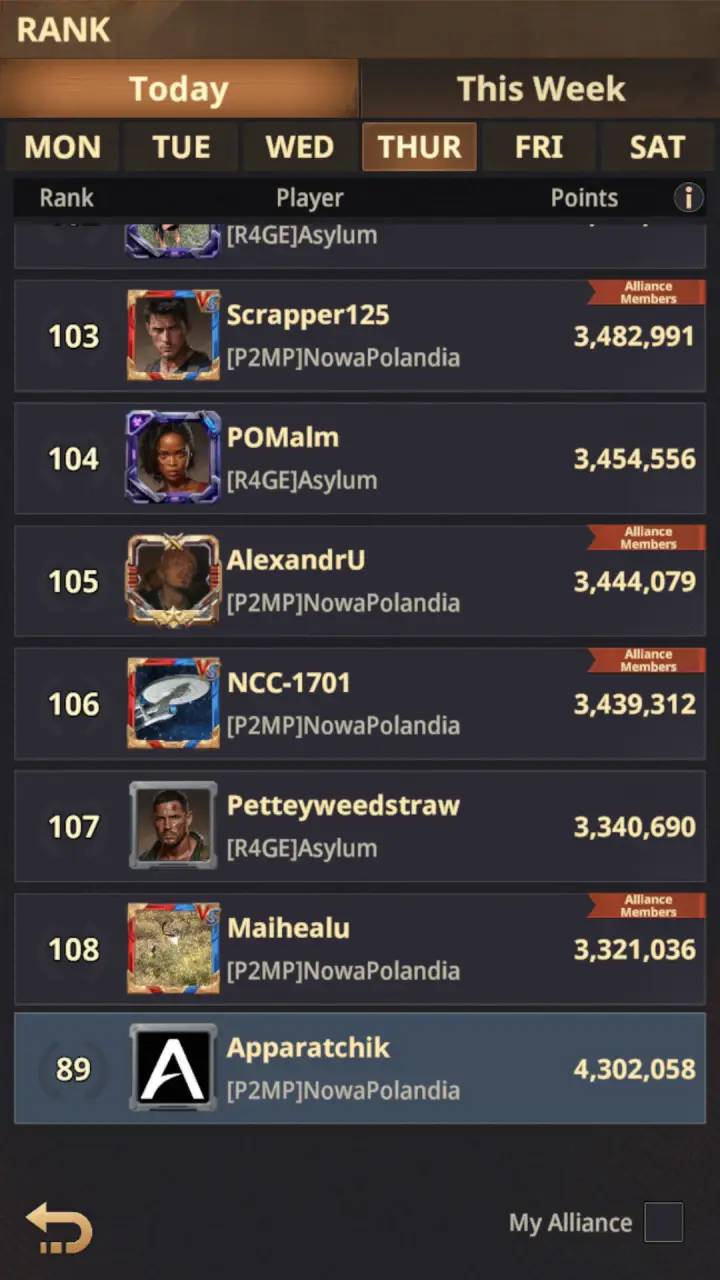 RANK
Today
This Week
MON TUE WED THUR FRI SAT
Rank Player Points i
[R4GE]Asylum
Alliance Members
103 Scrapper125 3,482,991
[P2MP]NowaPolandia
104 POMalm 3,454,556
[R4GE]Asylum
Alliance Members
105 AlexandrU 3,444,079
[P2MP]NowaPolandia
Alliance Members
106 NCC-1701 3,439,312
[P2MP]NowaPolandia
107 Petteyweedstraw 3,340,690
[R4GE]Asylum
Alliance Members
108 Maihealu 3,321,036
[P2MP]NowaPolandia
89 Apparatchik 4,302,058
[P2MP]NowaPolandia
My Alliance